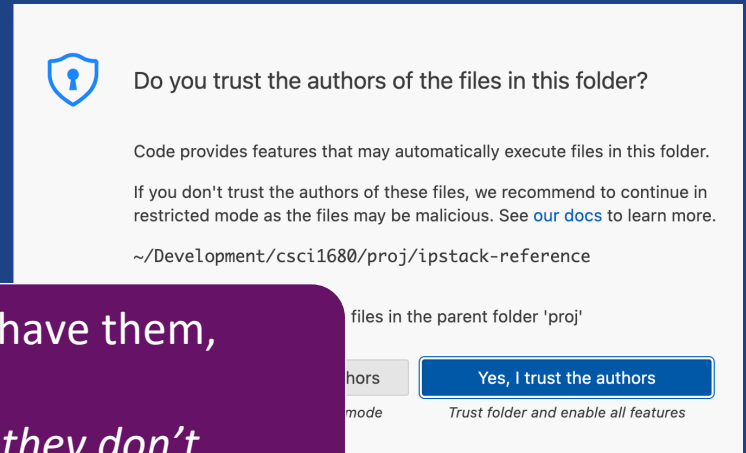 Do you trust the authors of the files in this folder?
Code provides features that may automatically execute files in this folder.
If you don't trust the authors of these files, we recommend to continue in
restricted mode as the files may be malicious. See our docs to learn more.
~/Development/csci1680/proj/ipstack-reference
files in the parent folder 'proj'
have them,
hors
Yes, I trust the authors
mode
Trust folder and enable all features
they don't